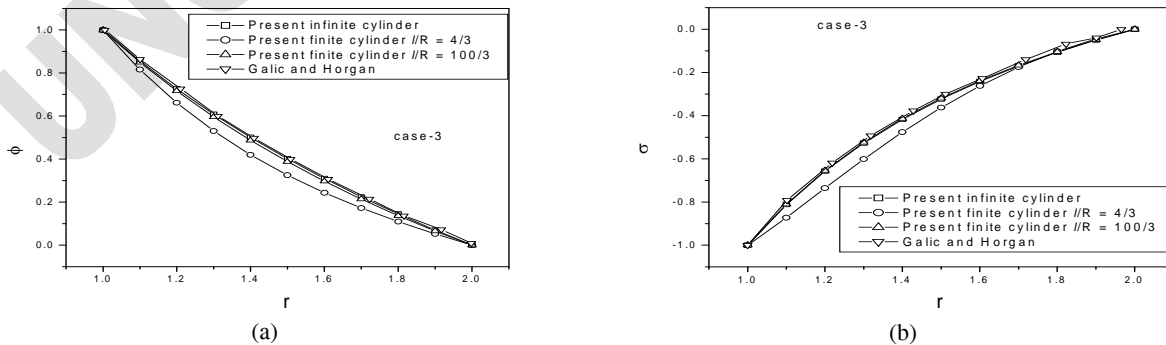 UN
1.0
0.8
0.6
0.4
0.2
0.0
ϕ
Present infinite cylinder
Present finite cylinder l/R = 4/3
Present finite cylinder l/R = 100/3
Galic and Horgan
case-3
1.0 1.2 1.4 1.6 1.8 2.0
r
(a)
0.0
-0.2
-0.4
-0.6
-0.8
-1.0
σ
case-3
Present infinite cylinder
Present finite cylinder l/R = 4/3
Present finite cylinder l/R = 100/3
Galic and Horgan
1.0 1.2 1.4 1.6 1.8 2.0
r
(b)